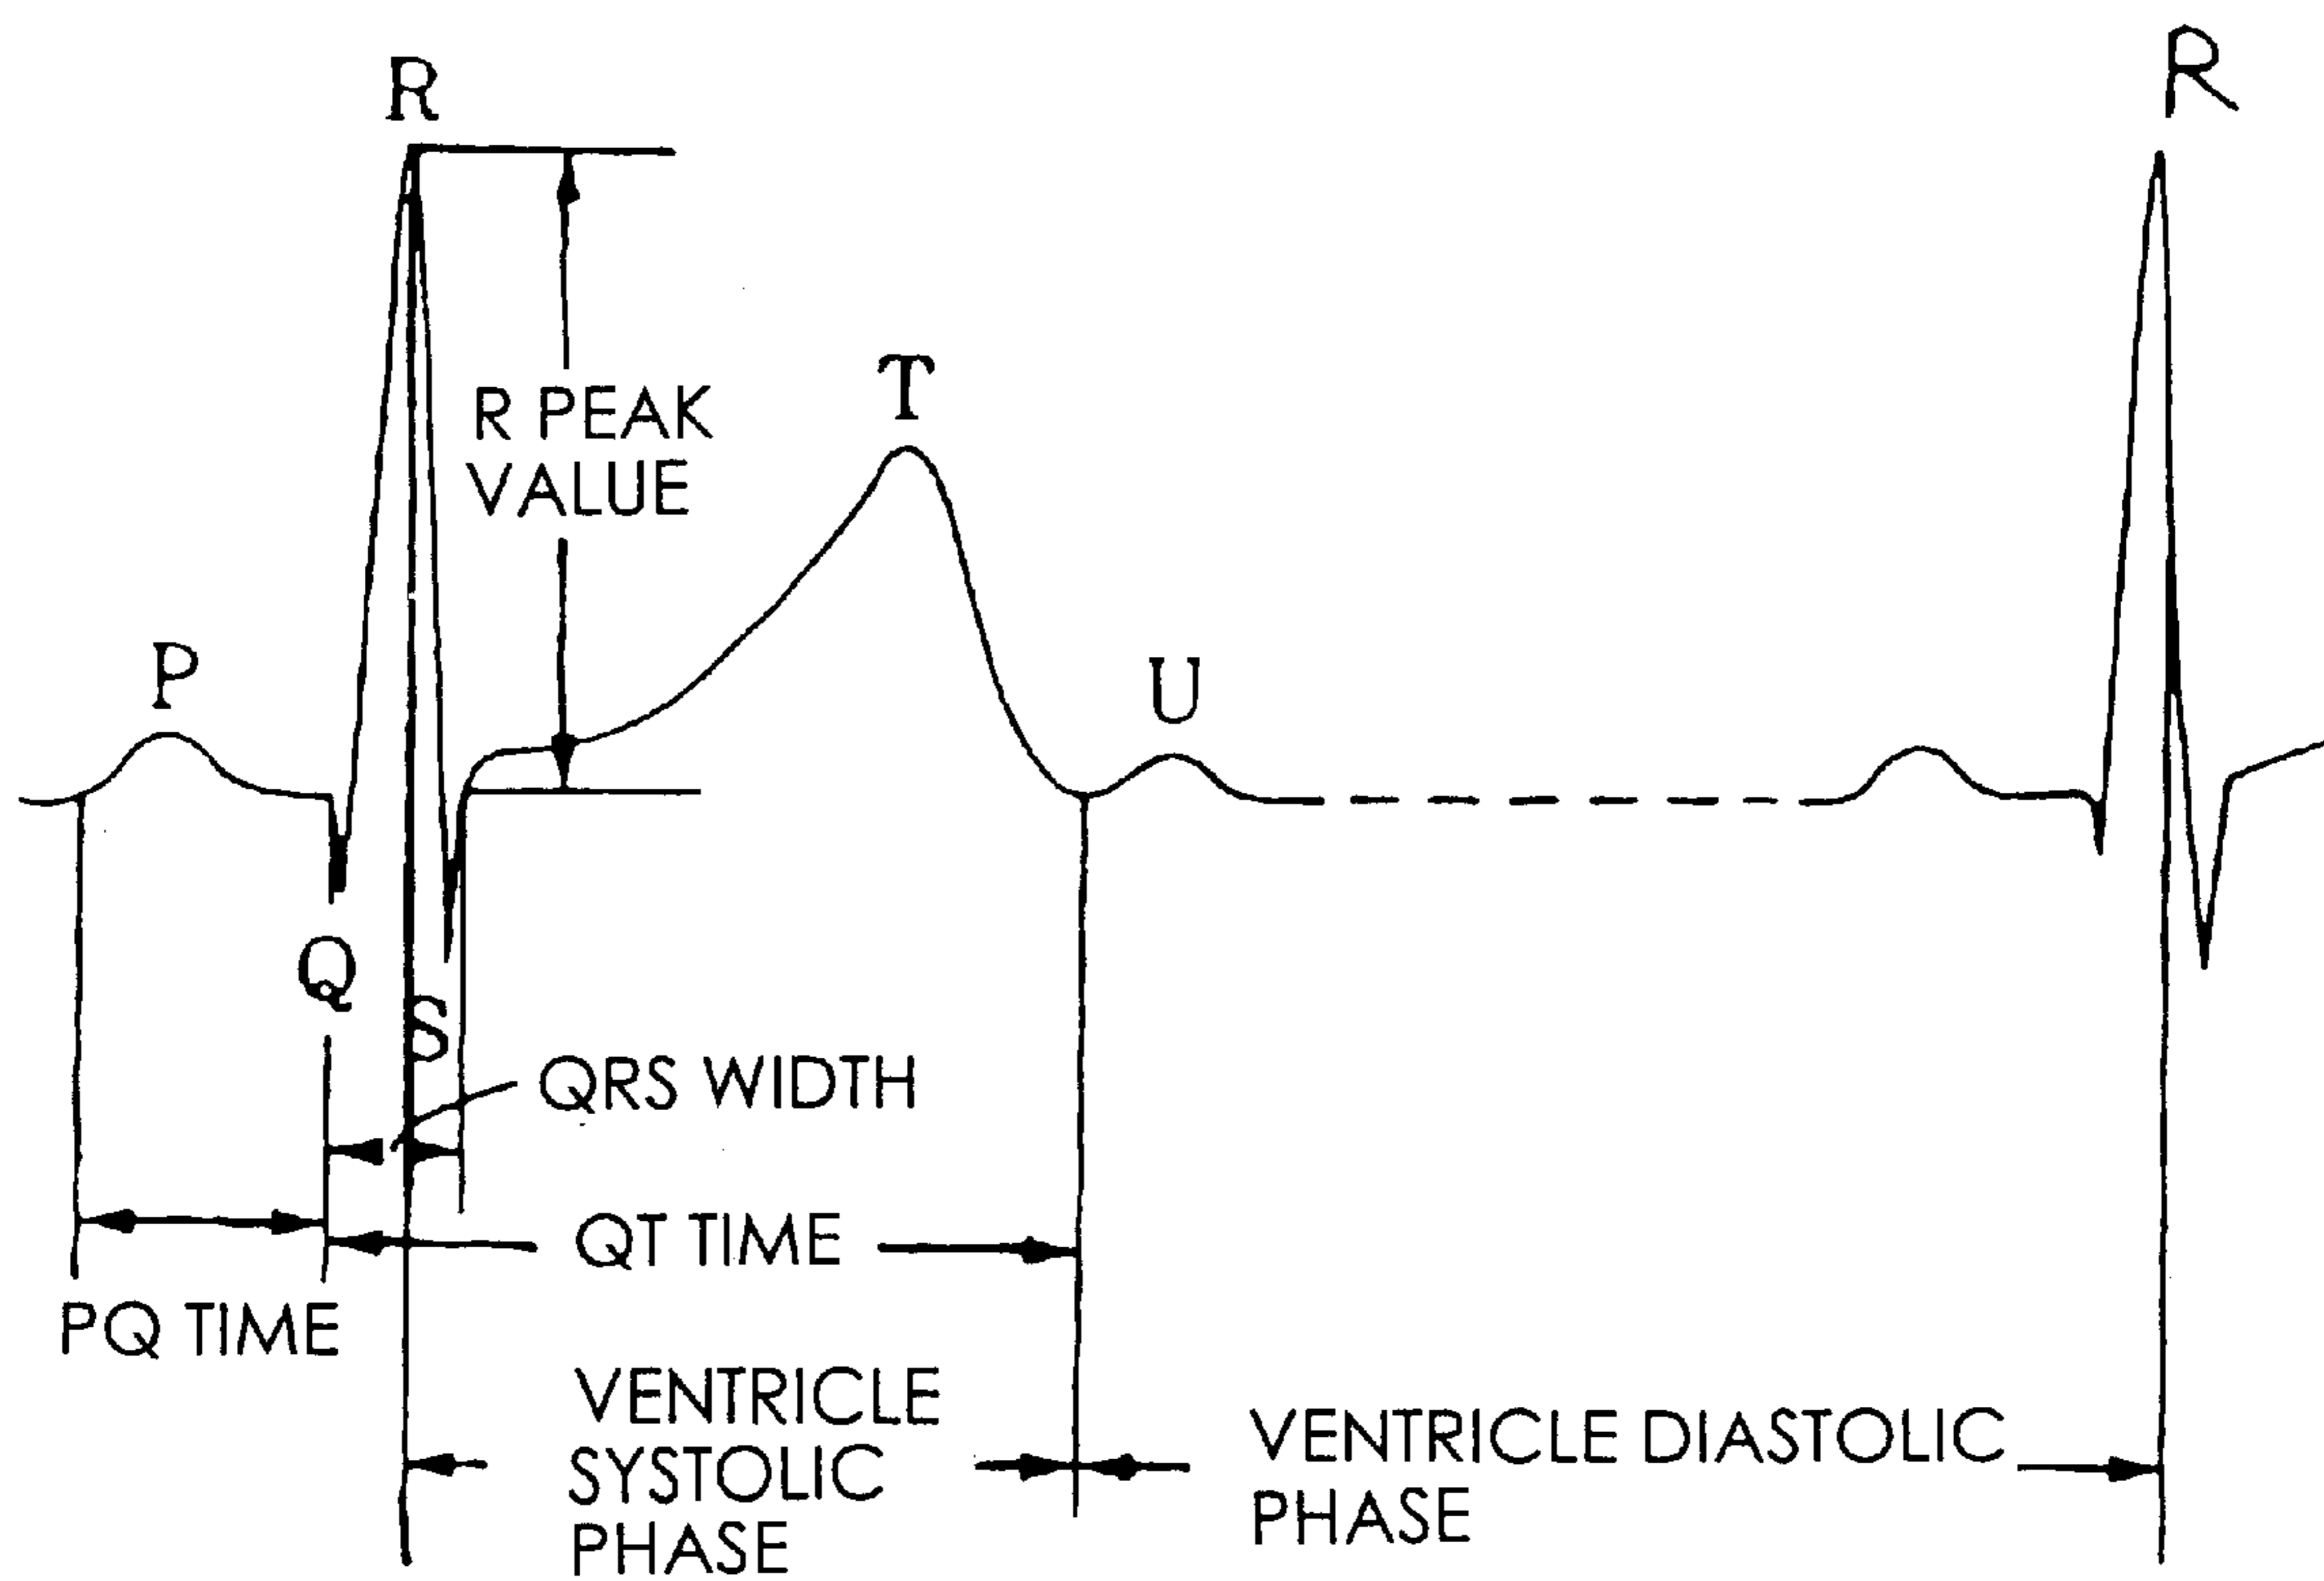 R
R
R PEAK
VALUE
T
P
U
Q
S
QRS WIDTH
QT TIME
PQ TIME
VENTRICLE
SYSTOLIC
PHASE
VENTRICLE DIASTOLIC
PHASE